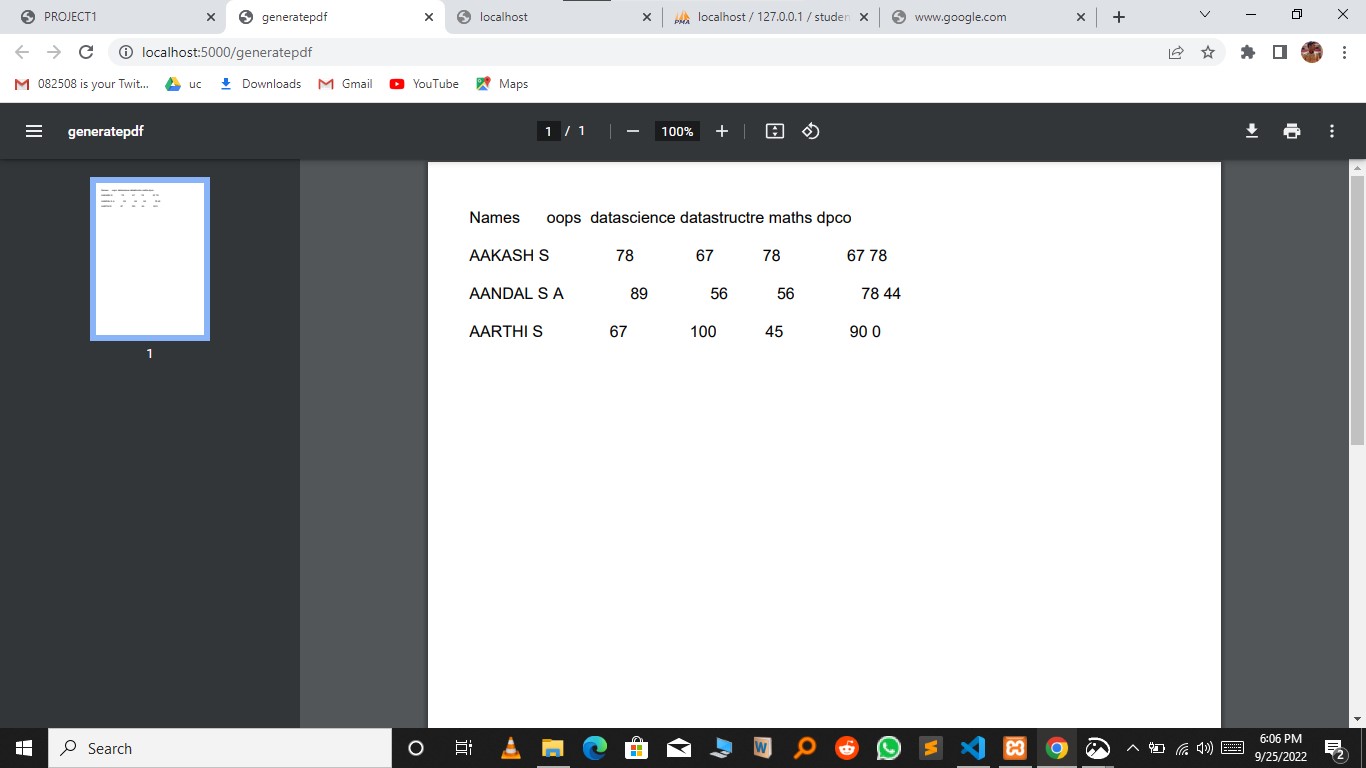 PROJECT1 generatepdf localhost localhost / 127.0.0.1 / studen www.google.com
localhost:5000/generatepdf
082508 is your Twit... uc Downloads Gmail YouTube Maps
generatepdf 1 / 1 100%
Names oops datascience datastructre maths dpco
AAKASH S 78 67 78 67 78
AANDAL S A 89 56 56 78 44
AARTHI S 67 100 45 90 0
1
Search
6:06 PM
9/25/2022
2